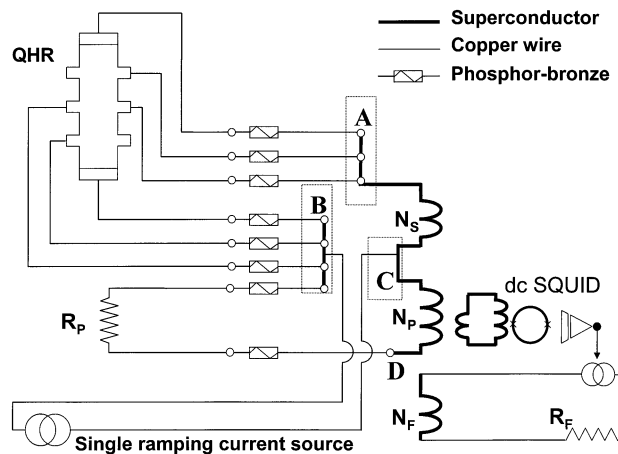 Superconductor
QHR
Copper wire
Phosphor-bronze
A
B
N_S
C
dc SQUID
R_P
N_P
D
N_F
R_F
Single ramping current source